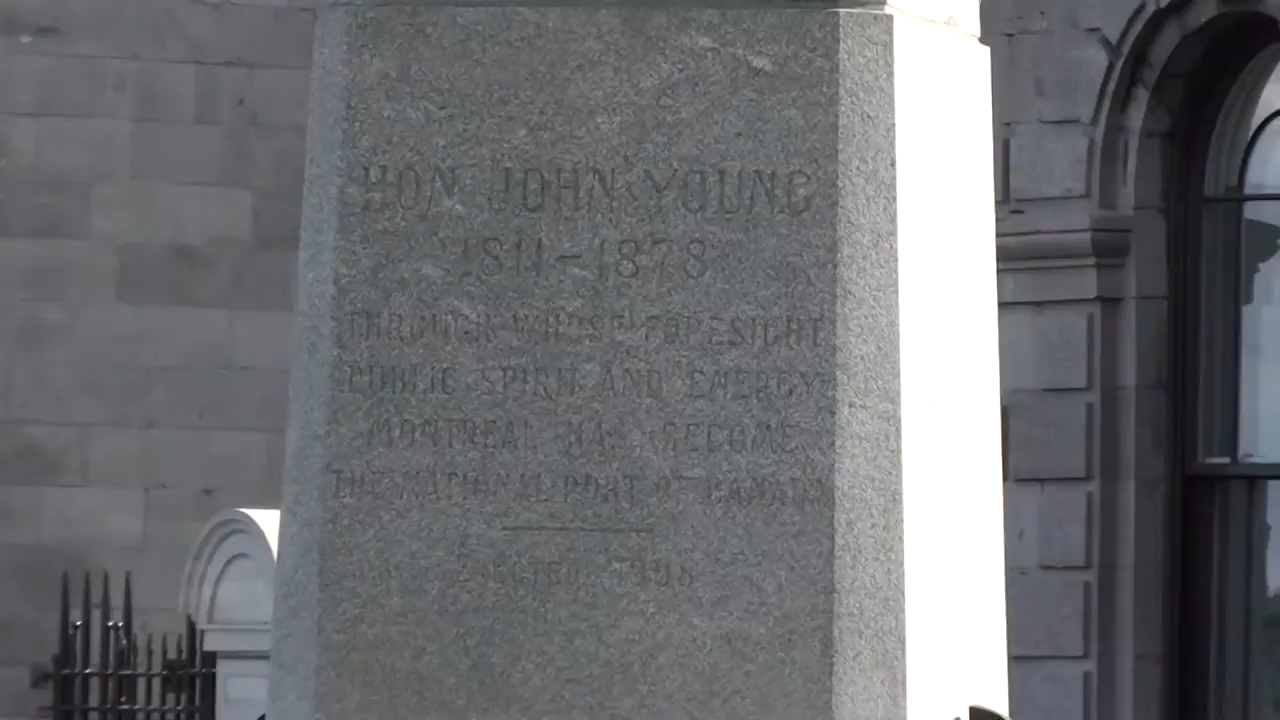 HON JOHN YOUNG
1811-1878
THROUGH WHOSE FORESIGHT
PUBLIC SPIRIT AND ENERGY
MONTREAL HAS BECOME
THE NATIONAL PORT OF CANADA
ERECTED 1908